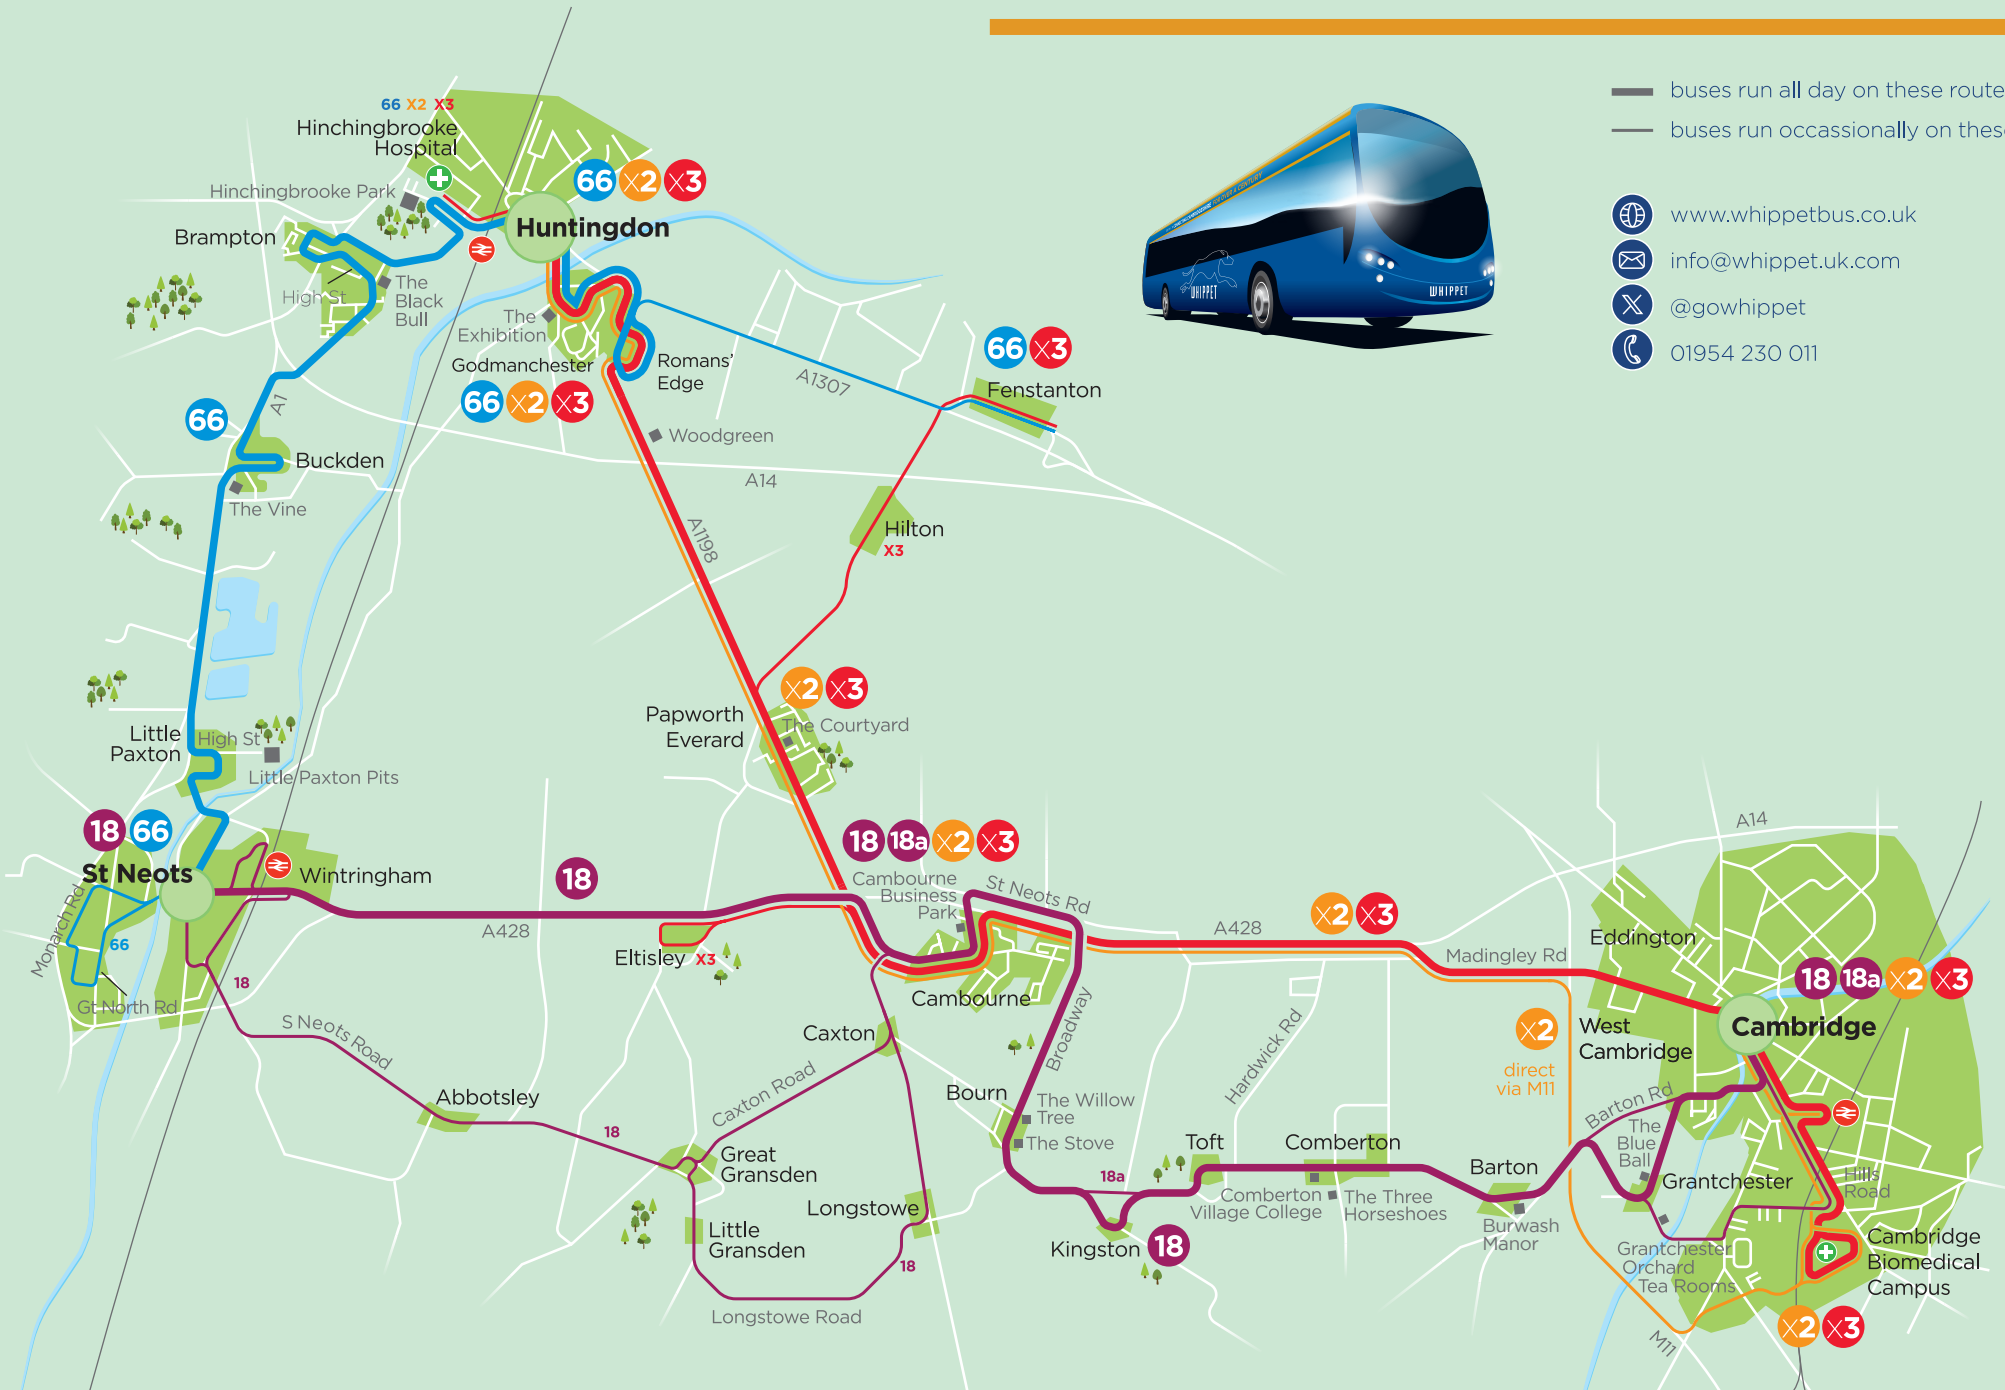 buses run all day on these route
buses run occassionally on these
www.whippetbus.co.uk
info@whippet.uk.com
@gowhippet
01954 230 011
WHIPPET
WHIPPET
66 X2 X3
Hinchingbrooke
Hospital
Hinchingbrooke Park
66 X2 X3
Huntingdon
Brampton
High St
The
Black
Bull
The
Exhibition
Godmanchester
66 X2 X3
Romans'
Edge
A1307
66 X3
Fenstanton
A1
66
Buckden
The Vine
Woodgreen
A14
A1198
Hilton
X3
X2 X3
Papworth
Everard
The Courtyard
Little
Paxton
High St
Little Paxton Pits
18 66
St Neots
Wintringham
Monarch Rd
66
Gt North Rd
18
18
A428
Eltisley X3
18 18a X2 X3
Cambourne
Business
Park
St Neots Rd
Cambourne
X2 X3
A428
Madingley Rd
A14
Eddington
18 18a X2 X3
Cambridge
West
Cambridge
X2
direct
via M11
S Neots Road
Abbotsley
18
Caxton
Caxton Road
Great
Gransden
Little
Gransden
Longstowe
18
Longstowe Road
Broadway
Bourn
The Willow
Tree
The Stove
18a
Kingston 18
Toft
Hardwick Rd
Comberton
Comberton
Village College
The Three
Horseshoes
Barton
Burwash
Manor
Barton Rd
The
Blue
Ball
Grantchester
Grantchester
Orchard
Tea Rooms
Hills
Road
Cambridge
Biomedical
Campus
X2 X3
M11